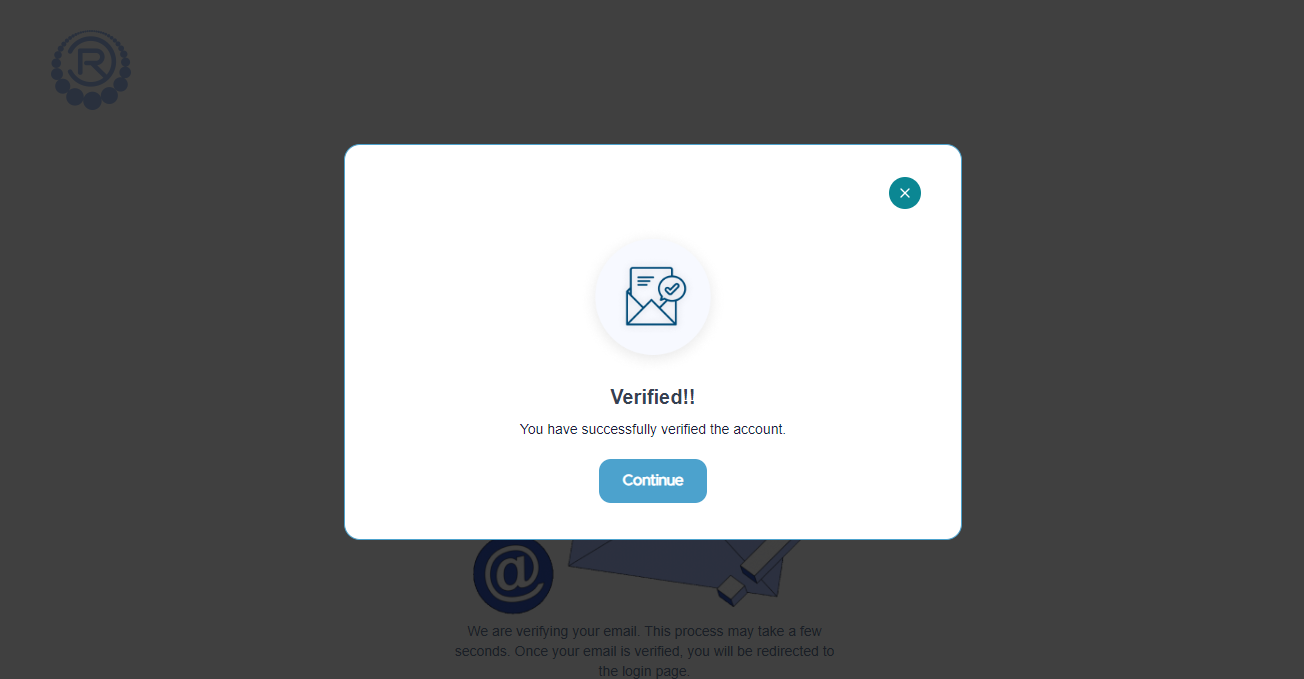 R
Verified!!
You have successfully verified the account.
Continue
@
We are verifying your email. This process may take a few
seconds. Once your email is verified, you will be redirected to
the login page.